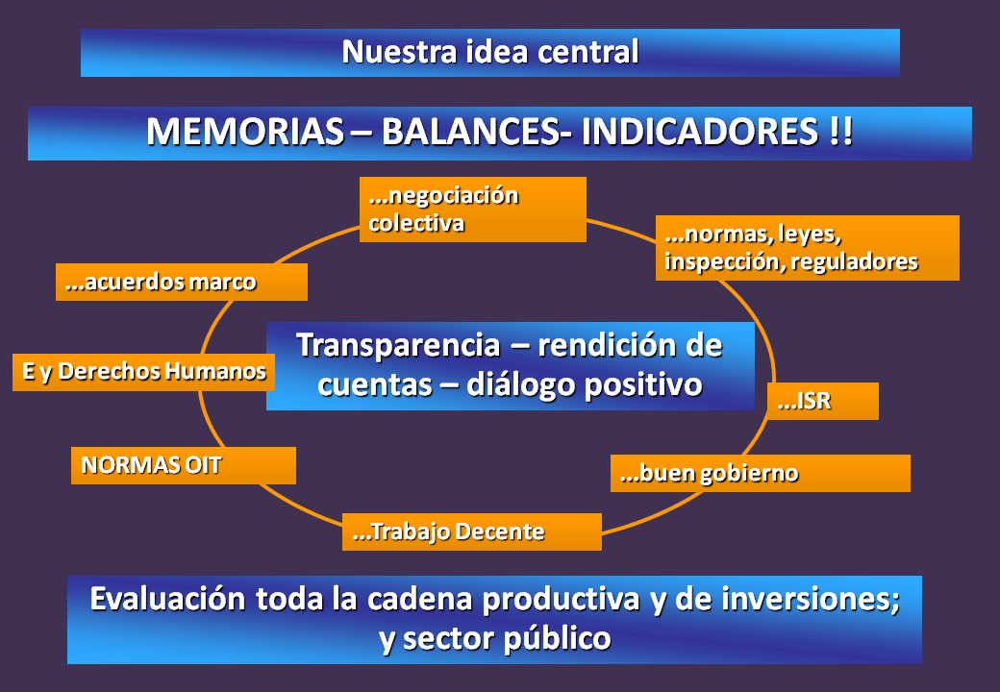 Nuestra idea central
MEMORIAS – BALANCES- INDICADORES !!
...negociación
colectiva
...normas, leyes,
inspección, reguladores
...acuerdos marco
Transparencia – rendición de
cuentas – diálogo positivo
E y Derechos Humanos
...ISR
NORMAS OIT
...buen gobierno
...Trabajo Decente
Evaluación toda la cadena productiva y de inversiones;
y sector público